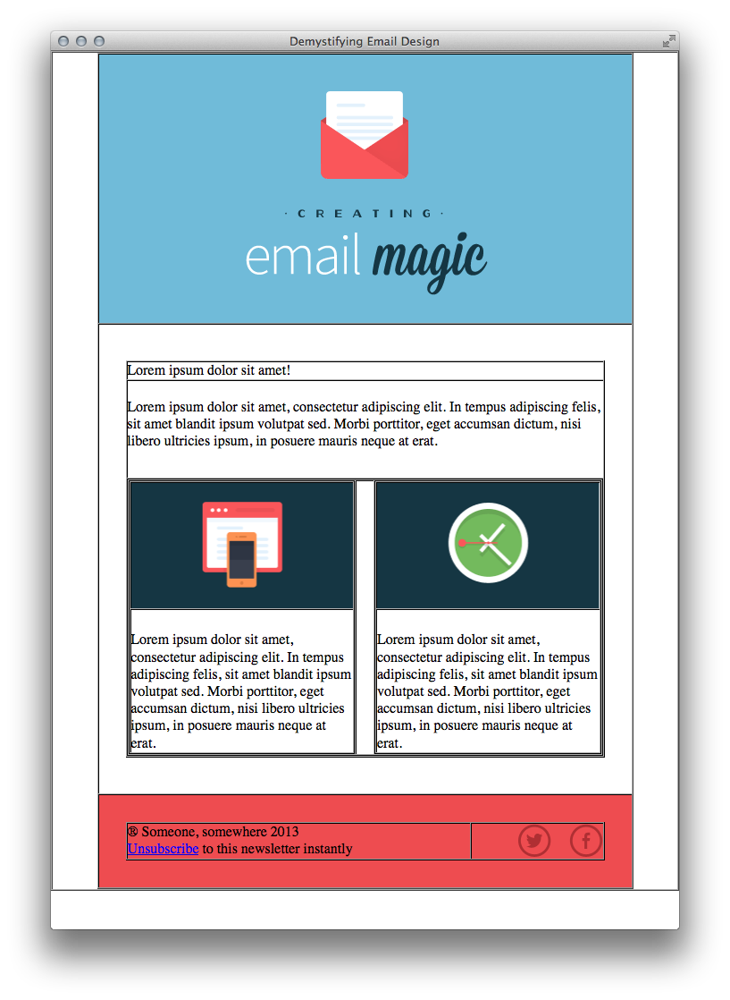 Demystifying Email Design
· CREATING ·
email magic
Lorem ipsum dolor sit amet!
Lorem ipsum dolor sit amet, consectetur adipiscing elit. In tempus adipiscing felis,
sit amet blandit ipsum volutpat sed. Morbi porttitor, eget accumsan dictum, nisi
libero ultricies ipsum, in posuere mauris neque at erat.
Lorem ipsum dolor sit amet,
consectetur adipiscing elit. In tempus
adipiscing felis, sit amet blandit ipsum
volutpat sed. Morbi porttitor, eget
accumsan dictum, nisi libero ultricies
ipsum, in posuere mauris neque at
erat.
Lorem ipsum dolor sit amet,
consectetur adipiscing elit. In tempus
adipiscing felis, sit amet blandit ipsum
volutpat sed. Morbi porttitor, eget
accumsan dictum, nisi libero ultricies
ipsum, in posuere mauris neque at
erat.
® Someone, somewhere 2013
Unsubscribe to this newsletter instantly